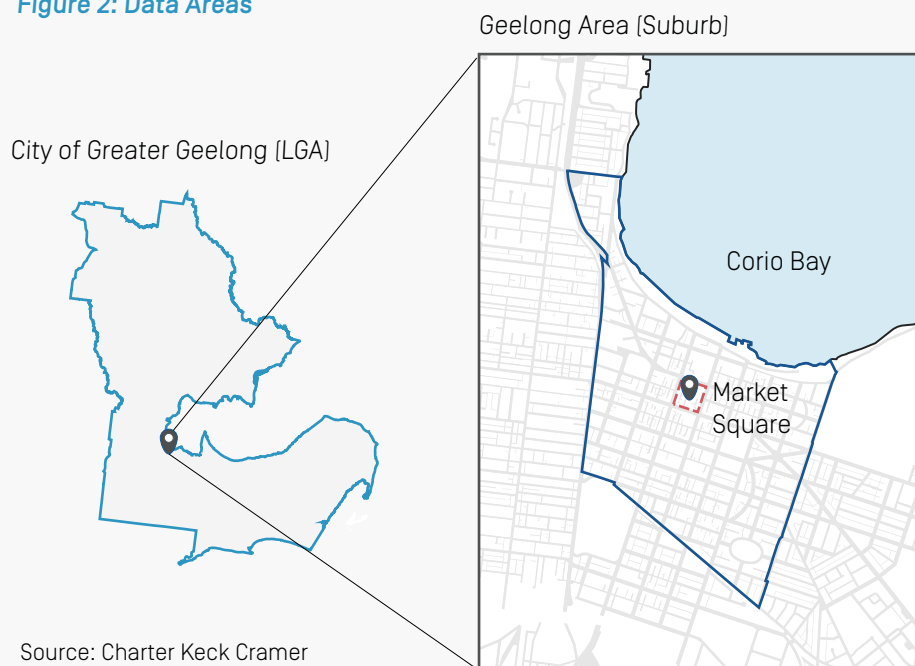 Figure 2: Data Areas
Geelong Area (Suburb)
City of Greater Geelong (LGA)
Corio Bay
Market
Square
Source: Charter Keck Cramer